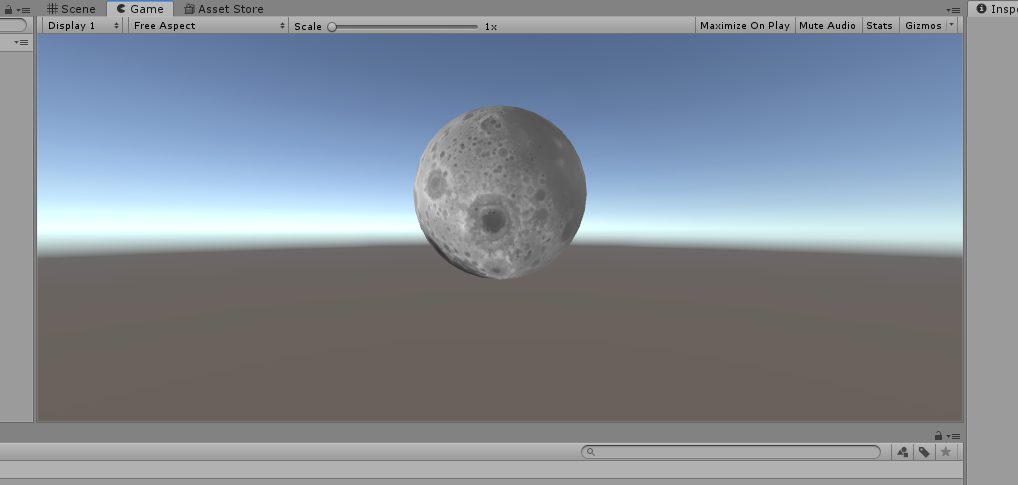 Scene Game Asset Store Inspe
Display 1 Free Aspect Scale 1x Maximize On Play Mute Audio Stats Gizmos